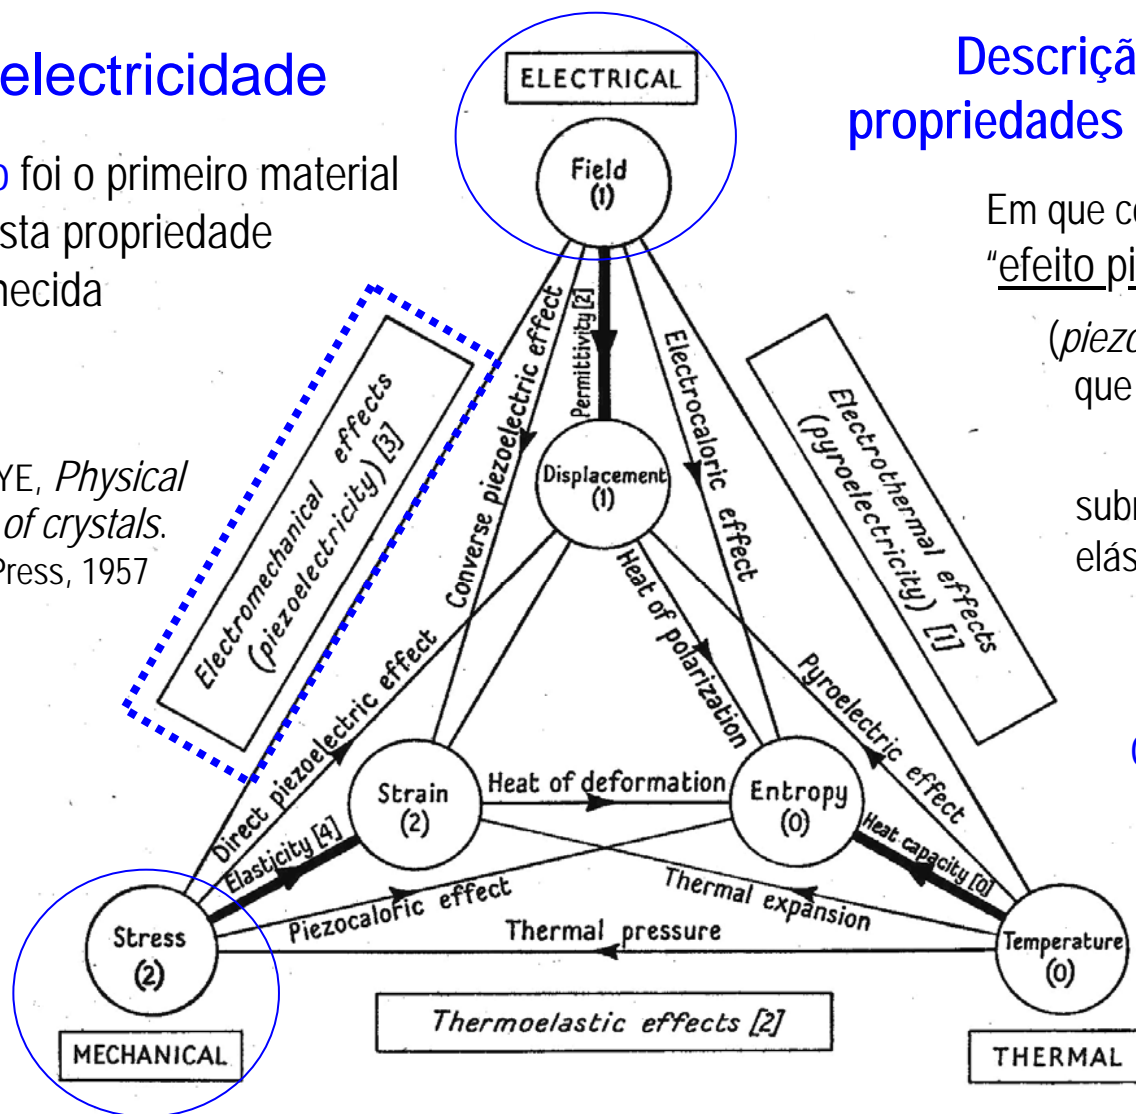 electricidade
o foi o primeiro material
sta propriedade
hecida
YE, Physical
of crystals.
Press, 1957
Descriçã
propriedades
Em que co
“efeito pi
(piezo
que
subr
elás
ELECTRICAL
Field
(1)
Permittivity [2]
Converse piezoelectric effect
Electrocaloric effect
Displacement
(1)
Electromechanical effects
(piezoelectricity) [3]
Electrothermal effects
(pyroelectricity) [1]
Direct piezoelectric effect
Heat of polarization
Pyroelectric effect
Strain
(2)
Heat of deformation
Entropy
(0)
Elasticity [4]
Heat capacity [0]
Piezocaloric effect
Thermal expansion
Stress
(2)
Thermal pressure
Temperature
(0)
Thermoelastic effects [2]
MECHANICAL
THERMAL